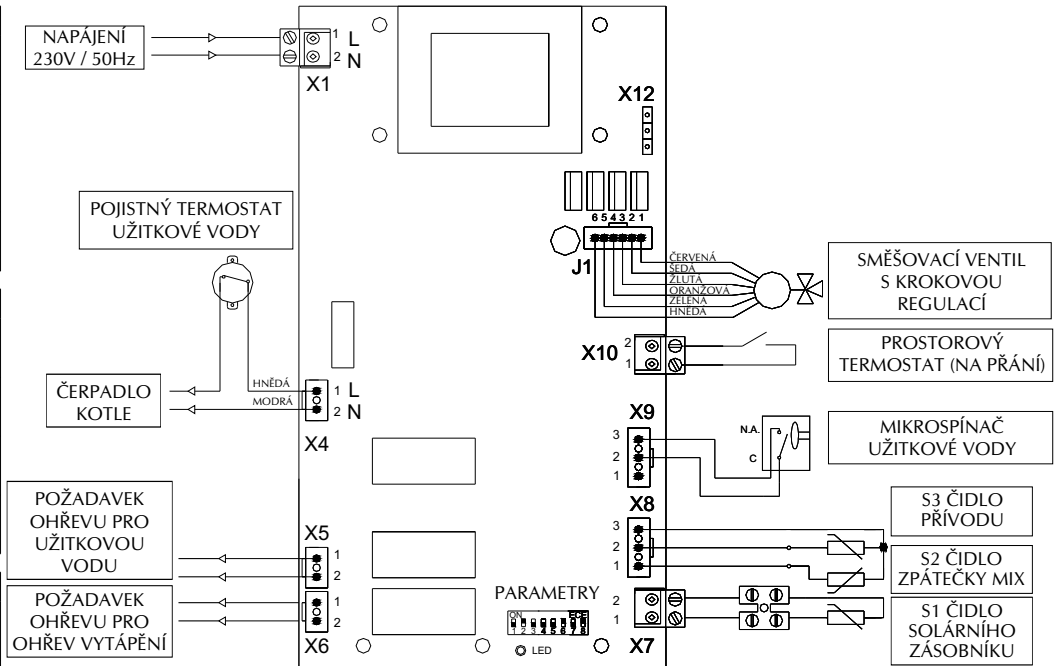 NAPÁJENÍ
230V / 50Hz
1 L
2 N
X1
X12
POJISTNÝ TERMOSTAT
UŽITKOVÉ VODY
6 5 4 3 2 1
J1
ČERVENÁ
ŠEDÁ
ŽLUTÁ
ORANŽOVÁ
ZELENÁ
HNĚDÁ
SMĚŠOVACÍ VENTIL
S KROKOVOU
REGULACÍ
X10
2
1
PROSTOROVÝ
TERMOSTAT (NA PŘÁNÍ)
ČERPADLO
KOTLE
HNĚDÁ
MODRÁ
1 L
2 N
X4
X9
3
2
1
N.A.
C
MIKROSPÍNAČ
UŽITKOVÉ VODY
POŽADAVEK
OHŘEVU PRO
UŽITKOVOU
VODU
X5
1
2
X8
3
2
1
S3 ČIDLO
PŘÍVODU
S2 ČIDLO
ZPÁTEČKY MIX
POŽADAVEK
OHŘEVU PRO
OHŘEV VYTÁPĚNÍ
1
2
X6
PARAMETRY
ON
1 2 3 4 5 6 7 8
LED
2
1
X7
S1 ČIDLO
SOLÁRNÍHO
ZÁSOBNÍKU